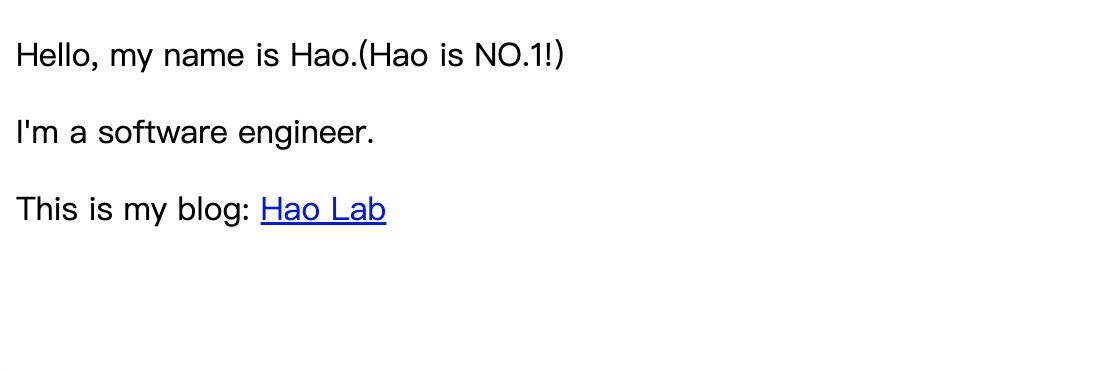 Hello, my name is Hao.(Hao is NO.1!)
I'm a software engineer.
This is my blog: Hao Lab